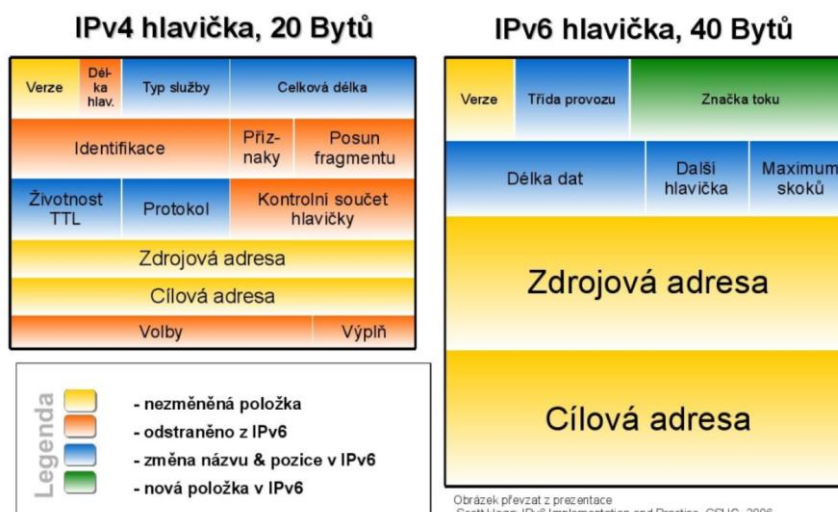 IPv4 hlavička, 20 Bytů
Verze
Dél-
ka
hlav.
Typ služby
Celková délka
Identifikace
Příz-
naky
Posun
fragmentu
Životnost
TTL
Protokol
Kontrolní součet
hlavičky
Zdrojová adresa
Cílová adresa
Volby
Výplň
Legenda
- nezměněná položka
- odstraněno z IPv6
- změna názvu & pozice v IPv6
- nová položka v IPv6
IPv6 hlavička, 40 Bytů
Verze
Třída provozu
Značka toku
Délka dat
Další
hlavička
Maximum
skoků
Zdrojová adresa
Cílová adresa
Obrázek převzat z prezentace